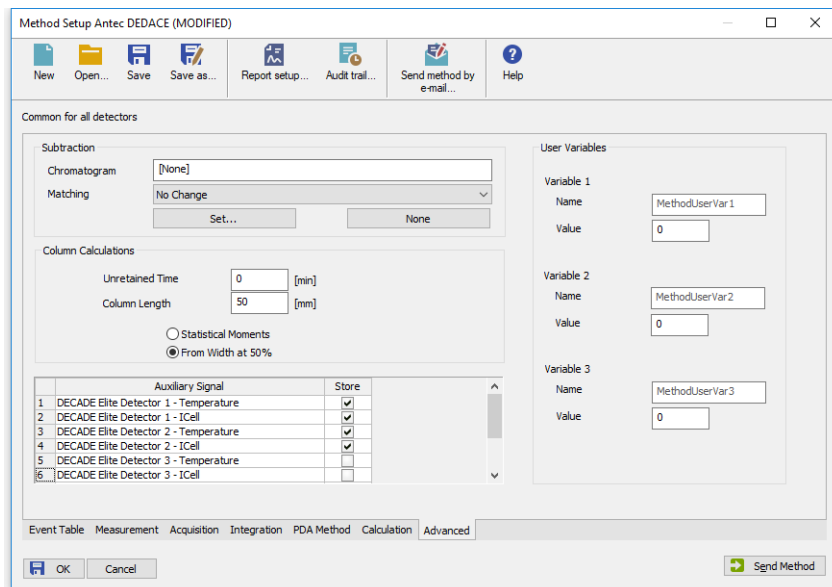 Method Setup Antec DEDACE (MODIFIED)
New Open... Save Save as... Report setup... Audit trail... Send method by e-mail... Help
Common for all detectors
Subtraction
Chromatogram [None]
Matching No Change
Set... None
Column Calculations
Unretained Time 0 [min]
Column Length 50 [mm]
Statistical Moments
From Width at 50%
Auxiliary Signal Store
1 DECADE Elite Detector 1 - Temperature
2 DECADE Elite Detector 1 - ICell
3 DECADE Elite Detector 2 - Temperature
4 DECADE Elite Detector 2 - ICell
5 DECADE Elite Detector 3 - Temperature
6 DECADE Elite Detector 3 - ICell
User Variables
Variable 1
Name MethodUserVar1
Value 0
Variable 2
Name MethodUserVar2
Value 0
Variable 3
Name MethodUserVar3
Value 0
Event Table Measurement Acquisition Integration PDA Method Calculation Advanced
OK Cancel Send Method